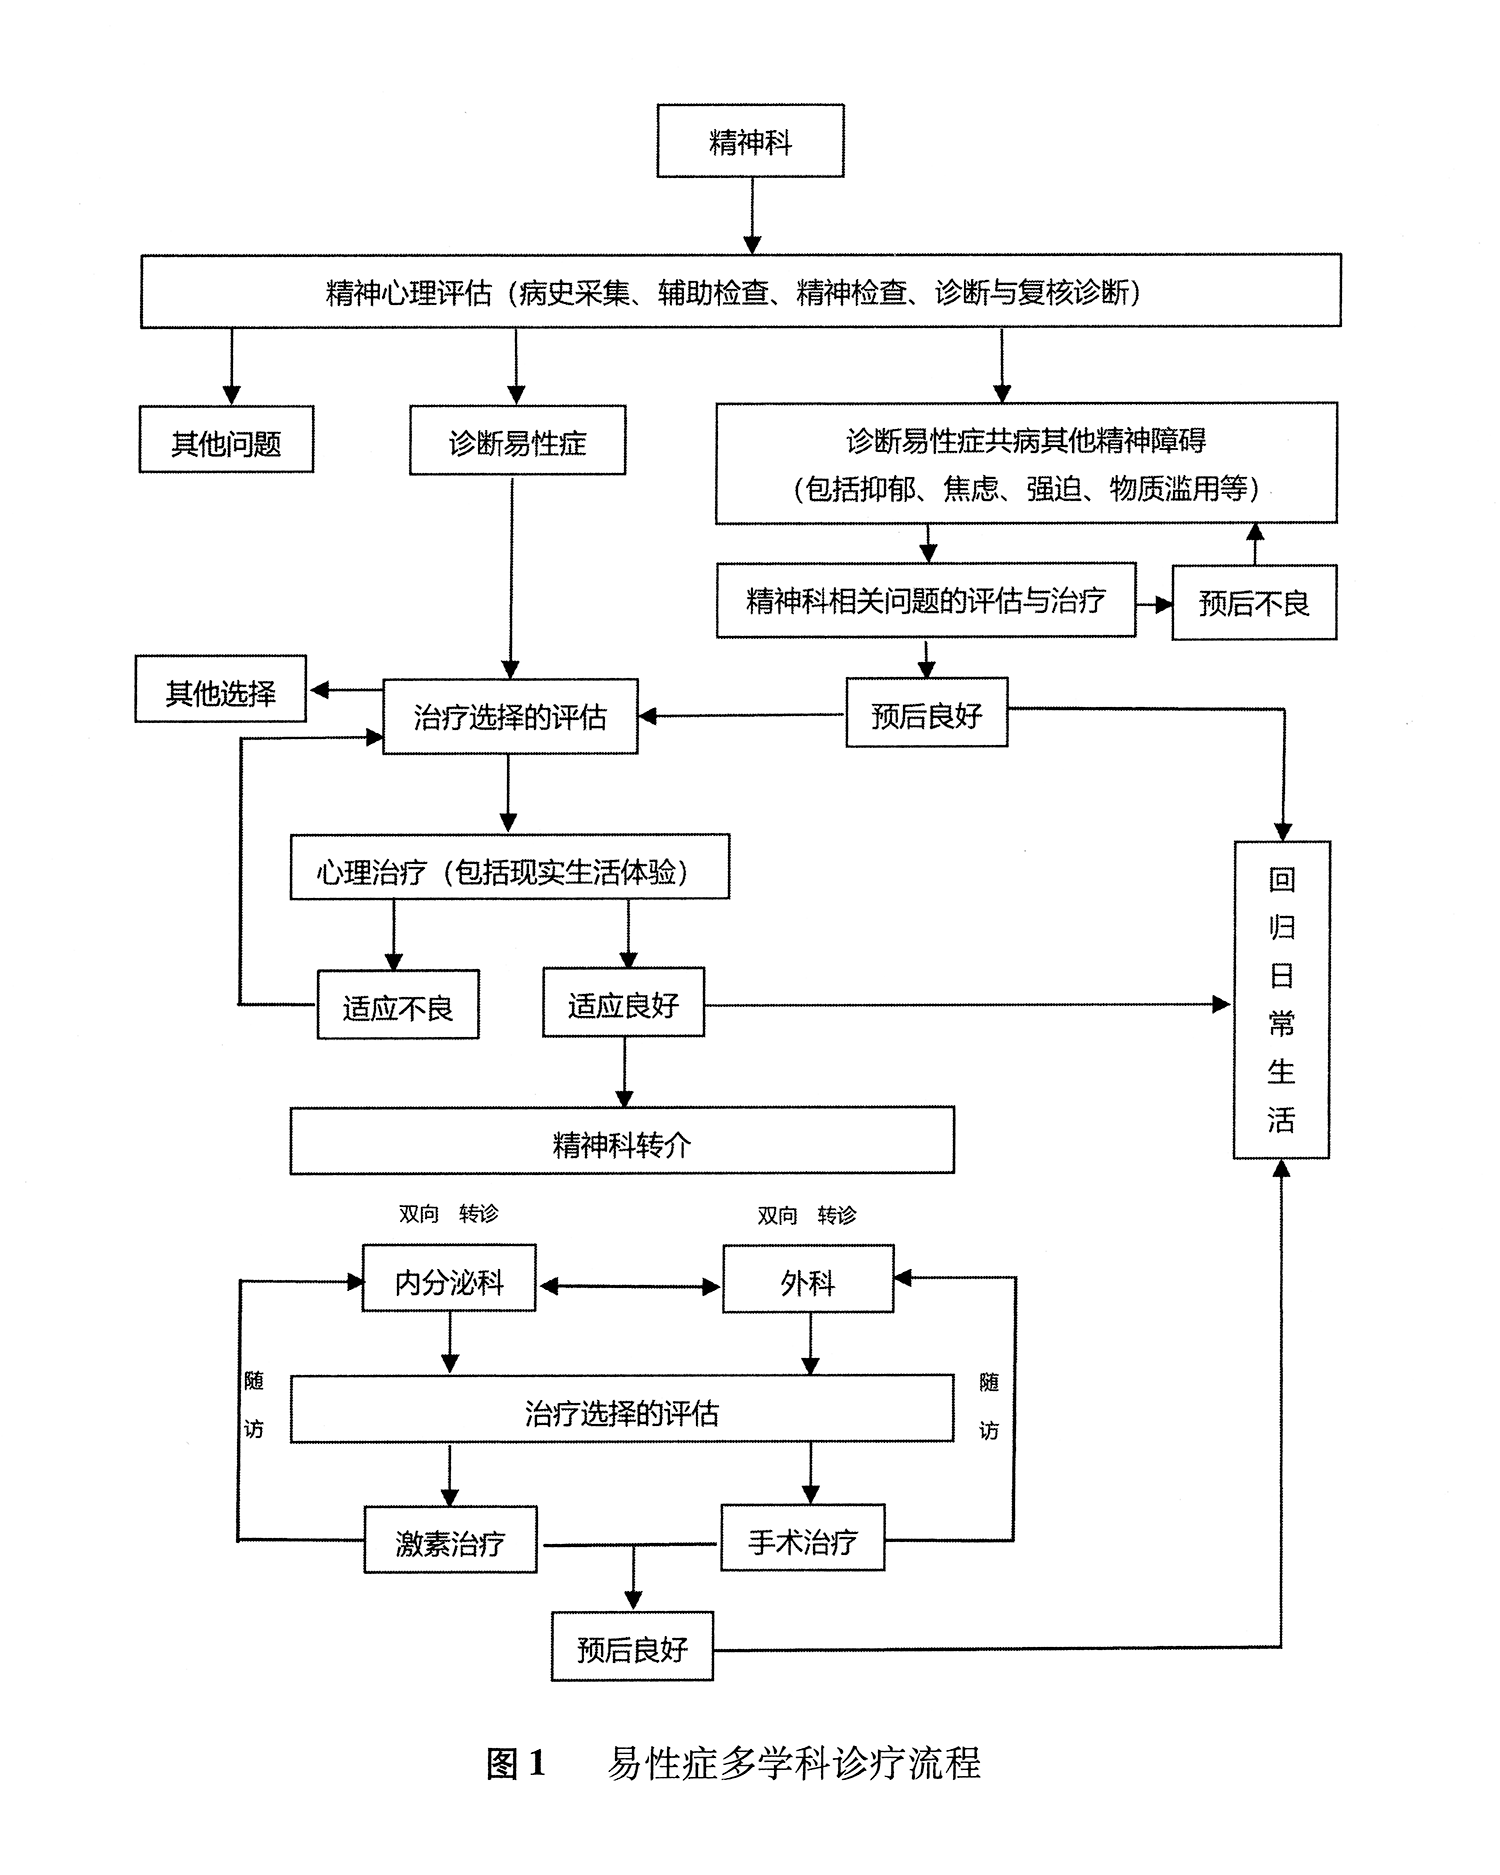 精神科
精神心理评估（病史采集、辅助检查、精神检查、诊断与复核诊断）
其他问题
诊断易性症
诊断易性症共病其他精神障碍
（包括抑郁、焦虑、强迫、物质滥用等）
精神科相关问题的评估与治疗
预后不良
其他选择
治疗选择的评估
预后良好
心理治疗（包括现实生活体验）
适应不良
适应良好
回归日常生活
精神科转介
双向 转诊
双向 转诊
内分泌科
外科
随访
治疗选择的评估
随访
激素治疗
手术治疗
预后良好
图1 易性症多学科诊疗流程